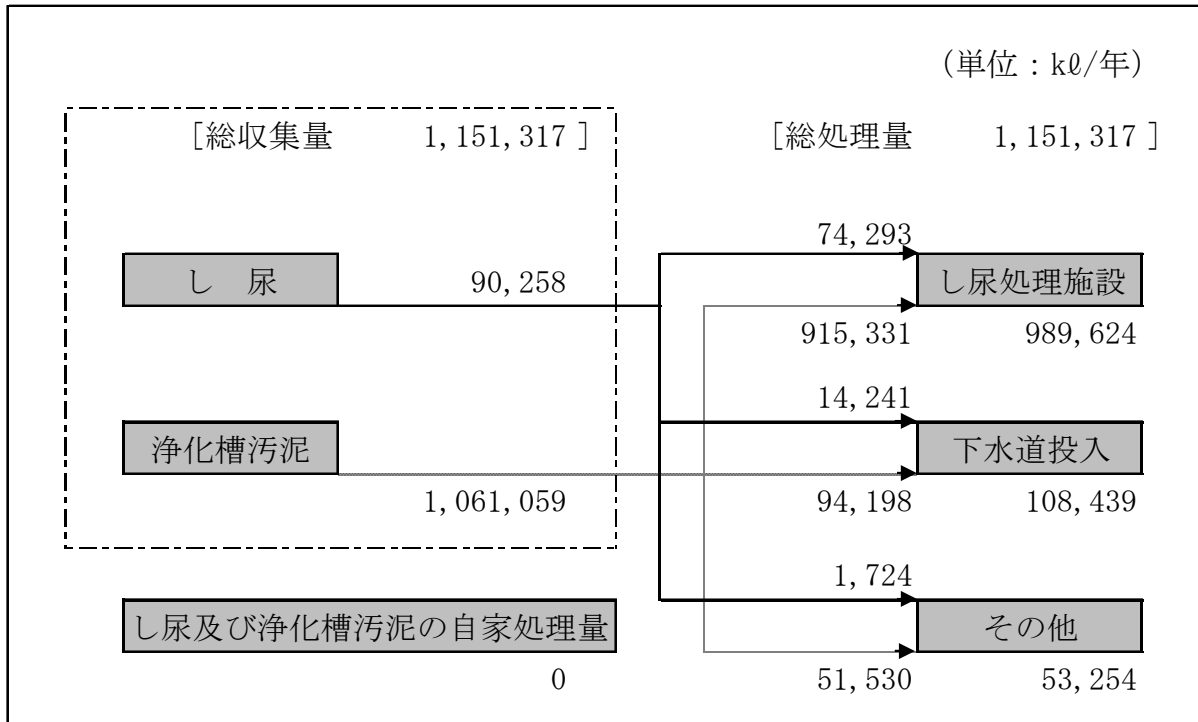 (単位：kℓ/年)
[総収集量 1,151,317 ] [総処理量 1,151,317 ]
74,293
し 尿 90,258 し尿処理施設
915,331 989,624
14,241
浄化槽汚泥 下水道投入
1,061,059 94,198 108,439
1,724
し尿及び浄化槽汚泥の自家処理量 その他
0 51,530 53,254